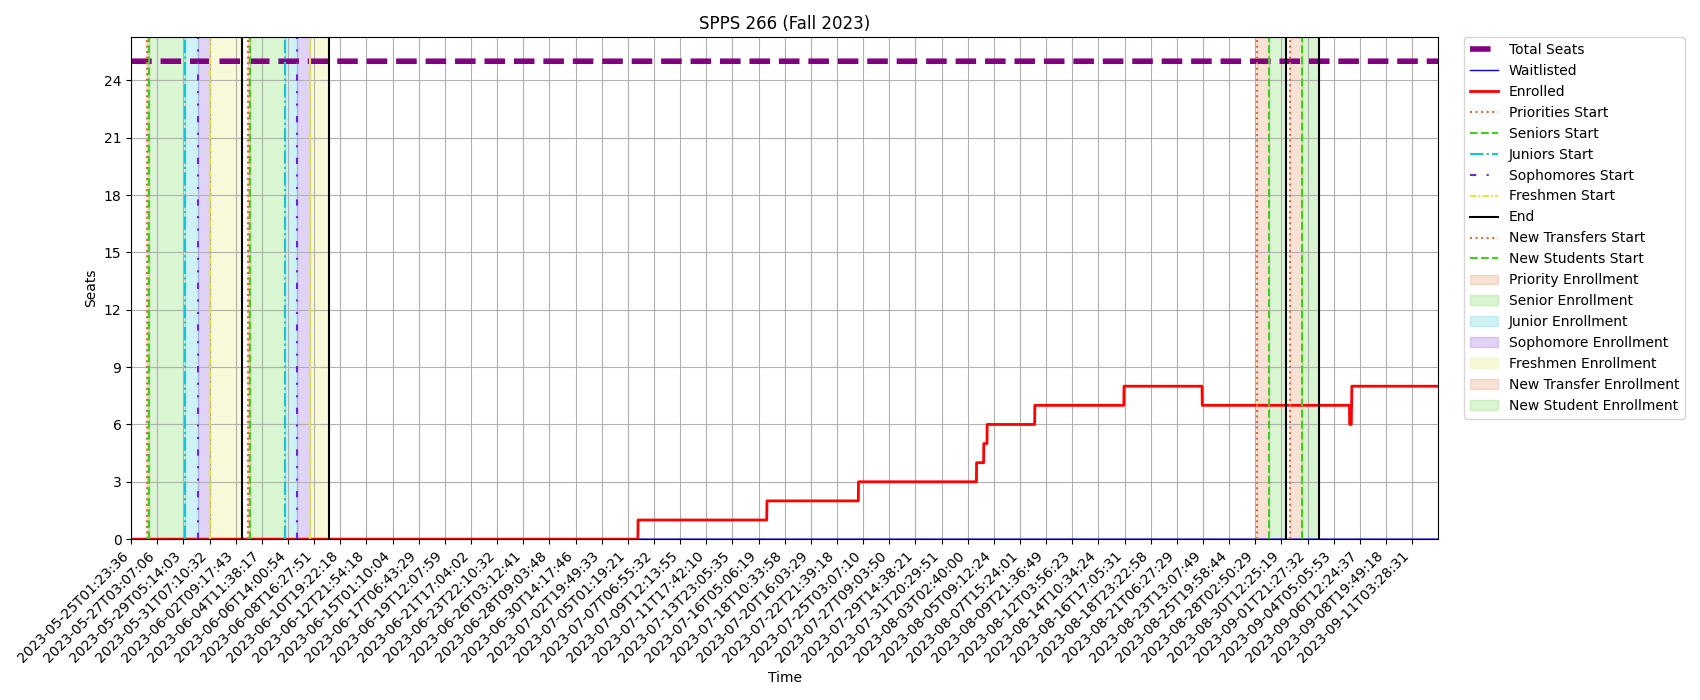 SPPS 266 (Fall 2023)
Seats
24
21
18
15
12
9
6
3
0
2023-05-25T01:23:36
2023-05-27T03:07:06
2023-05-29T05:14:03
2023-05-31T07:10:32
2023-06-02T09:17:43
2023-06-04T11:38:17
2023-06-06T14:00:54
2023-06-08T16:27:51
2023-06-10T19:22:18
2023-06-12T21:54:18
2023-06-15T01:10:04
2023-06-17T06:43:29
2023-06-19T12:07:59
2023-06-21T17:04:02
2023-06-23T22:10:32
2023-06-26T03:12:41
2023-06-28T09:03:48
2023-06-30T14:17:46
2023-07-02T19:49:33
2023-07-05T01:19:21
2023-07-07T06:55:32
2023-07-09T12:13:55
2023-07-11T17:42:10
2023-07-13T23:05:35
2023-07-16T05:06:19
2023-07-18T10:33:58
2023-07-20T16:03:29
2023-07-22T21:39:18
2023-07-25T03:07:10
2023-07-27T09:03:50
2023-07-29T14:38:21
2023-07-31T20:29:51
2023-08-03T02:40:00
2023-08-05T09:12:24
2023-08-07T15:24:01
2023-08-09T21:36:49
2023-08-12T03:56:23
2023-08-14T10:34:24
2023-08-16T17:05:31
2023-08-18T23:22:58
2023-08-21T06:27:29
2023-08-23T13:07:49
2023-08-25T19:58:44
2023-08-28T02:50:29
2023-08-30T12:25:19
2023-09-01T21:27:32
2023-09-04T05:05:53
2023-09-06T12:24:37
2023-09-08T19:49:18
2023-09-11T03:28:31
Time
Total Seats
Waitlisted
Enrolled
Priorities Start
Seniors Start
Juniors Start
Sophomores Start
Freshmen Start
End
New Transfers Start
New Students Start
Priority Enrollment
Senior Enrollment
Junior Enrollment
Sophomore Enrollment
Freshmen Enrollment
New Transfer Enrollment
New Student Enrollment